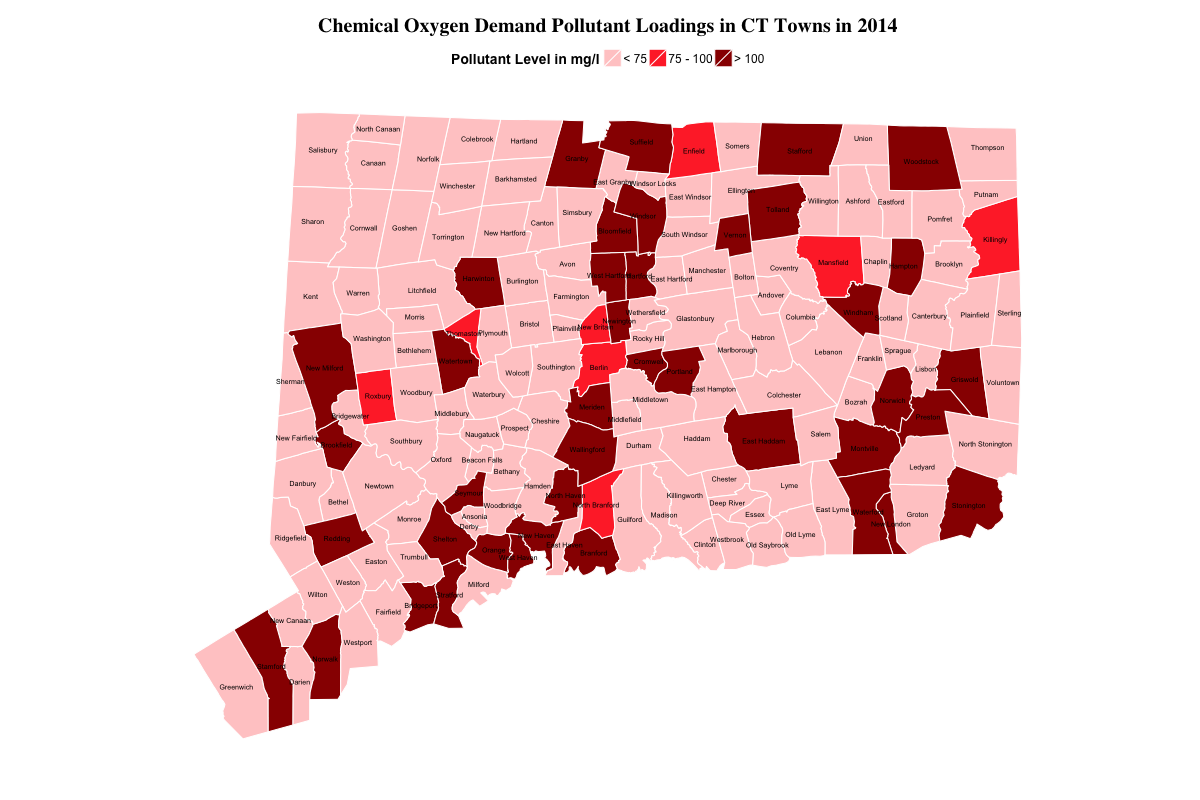 Chemical Oxygen Demand Pollutant Loadings in CT Towns in 2014
Pollutant Level in mg/l < 75 75 - 100 > 100
North Canaan
Salisbury
Canaan
Norfolk
Colebrook
Hartland
Granby
Suffield
Enfield
Somers
Stafford
Union
Woodstock
Thompson
Winchester
Barkhamsted
East Granby
Windsor Locks
East Windsor
Ellington
Tolland
Willington
Ashford
Eastford
Putnam
Pomfret
Killingly
Sharon
Cornwall
Goshen
Torrington
New Hartford
Canton
Simsbury
Bloomfield
Windsor
South Windsor
Vernon
Mansfield
Chaplin
Hampton
Brooklyn
Kent
Warren
Litchfield
Harwinton
Burlington
Avon
Farmington
West Hartford
Hartford
East Hartford
Manchester
Bolton
Coventry
Andover
Columbia
Windham
Scotland
Canterbury
Plainfield
Sterling
Morris
Washington
Bethlehem
Thomaston
Plymouth
Bristol
Plainville
New Britain
Newington
Wethersfield
Rocky Hill
Glastonbury
Hebron
Marlborough
Lebanon
Franklin
Sprague
Lisbon
Griswold
Voluntown
Sherman
New Milford
Roxbury
Woodbury
Watertown
Waterbury
Wolcott
Southington
Berlin
Cromwell
Portland
East Hampton
Colchester
Bozrah
Norwich
Preston
Bridgewater
Middlebury
Naugatuck
Prospect
Cheshire
Meriden
Middletown
Middlefield
New Fairfield
Brookfield
Southbury
Oxford
Beacon Falls
Bethany
Wallingford
Durham
Haddam
East Haddam
Salem
Montville
Ledyard
North Stonington
Danbury
Bethel
Newtown
Seymour
Woodbridge
Hamden
North Haven
North Branford
Guilford
Madison
Killingworth
Chester
Deep River
Essex
Lyme
East Lyme
Waterford
New London
Groton
Stonington
Ridgefield
Redding
Monroe
Ansonia
Derby
Shelton
Orange
New Haven
West Haven
East Haven
Branford
Clinton
Westbrook
Old Saybrook
Old Lyme
Easton
Trumbull
Milford
Wilton
Weston
Fairfield
Bridgeport
Stratford
New Canaan
Westport
Norwalk
Stamford
Darien
Greenwich